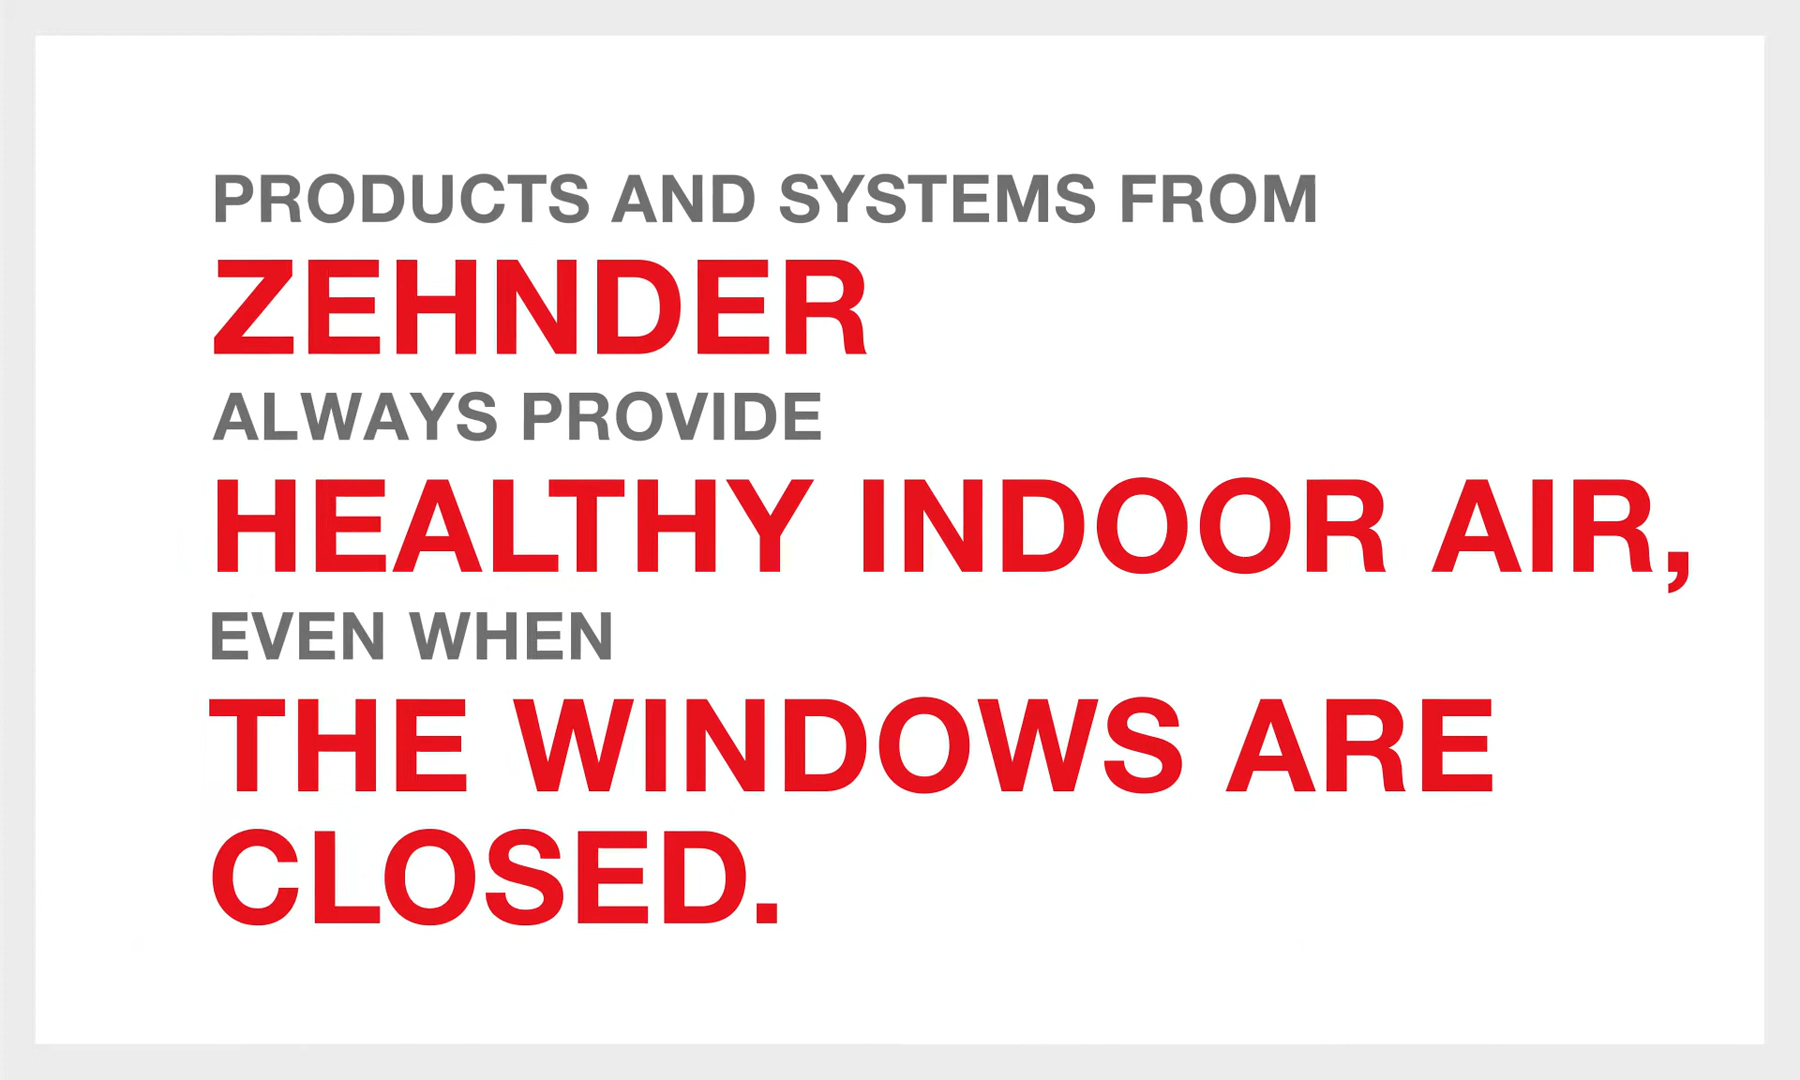 PRODUCTS AND SYSTEMS FROM
ZEHNDER
ALWAYS PROVIDE
HEALTHY INDOOR AIR,
EVEN WHEN
THE WINDOWS ARE
CLOSED.